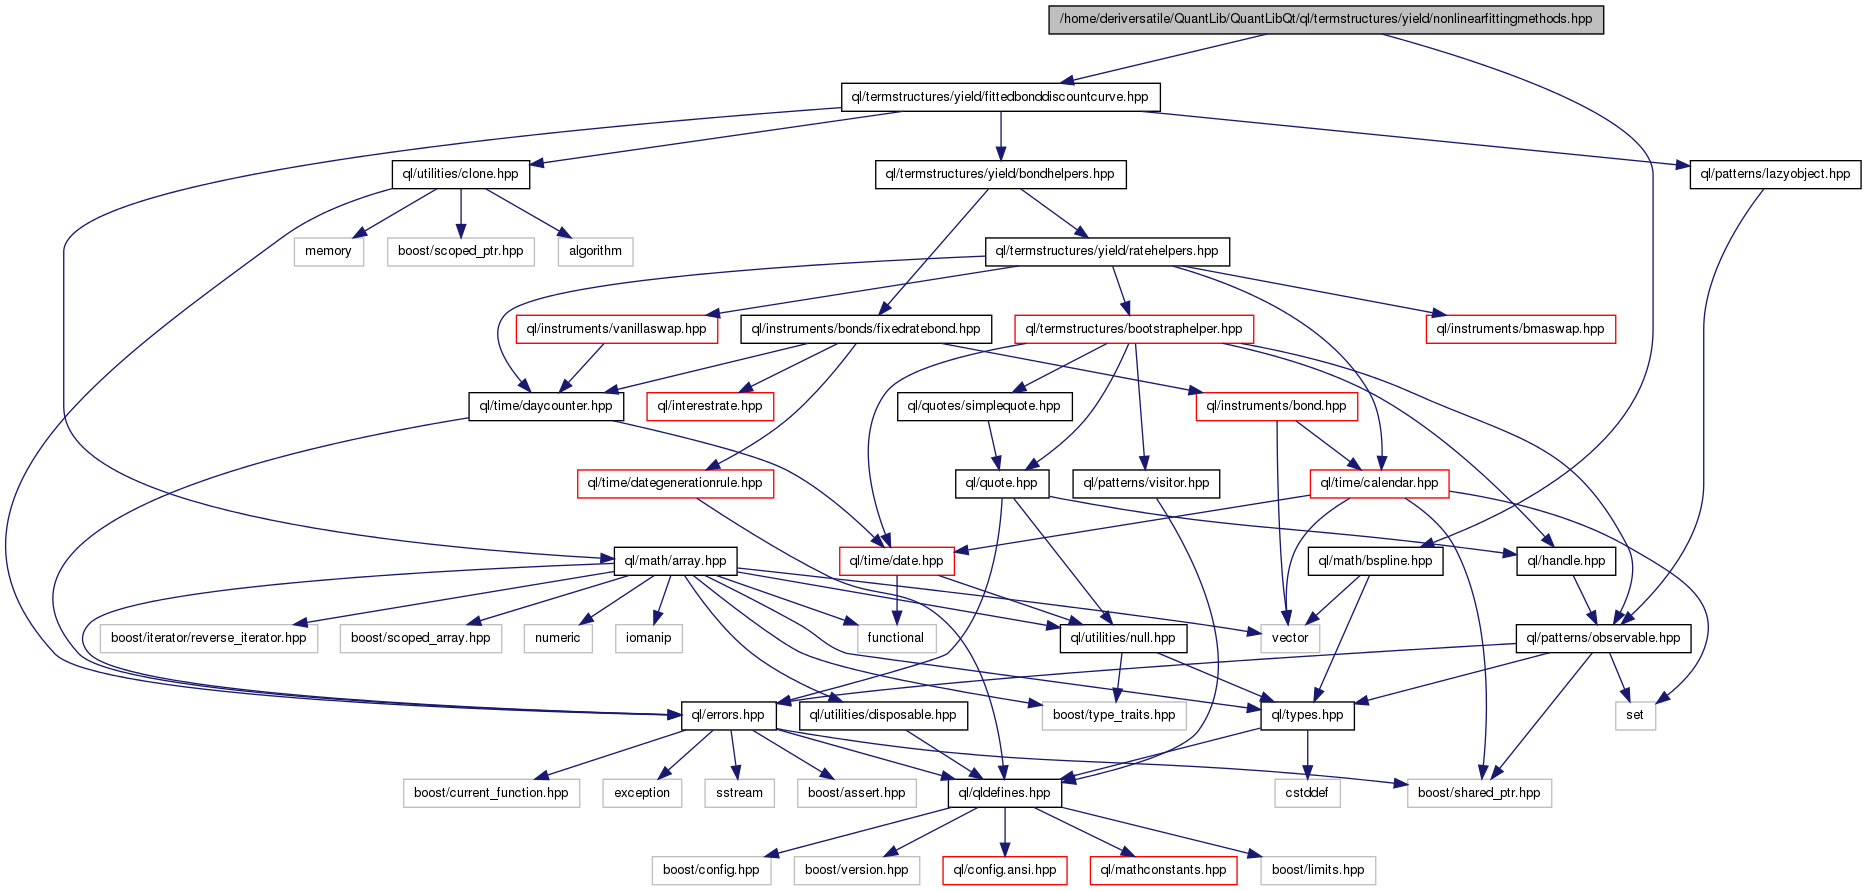 /home/deriversatile/QuantLib/QuantLibQt/ql/termstructures/yield/nonlinearfittingmethods.hpp
ql/termstructures/yield/fittedbonddiscountcurve.hpp
ql/utilities/clone.hpp
ql/termstructures/yield/bondhelpers.hpp
ql/patterns/lazyobject.hpp
memory
boost/scoped_ptr.hpp
algorithm
ql/termstructures/yield/ratehelpers.hpp
ql/instruments/vanillaswap.hpp
ql/instruments/bonds/fixedratebond.hpp
ql/termstructures/bootstraphelper.hpp
ql/instruments/bmaswap.hpp
ql/time/daycounter.hpp
ql/interestrate.hpp
ql/quotes/simplequote.hpp
ql/instruments/bond.hpp
ql/time/dategenerationrule.hpp
ql/quote.hpp
ql/patterns/visitor.hpp
ql/time/calendar.hpp
ql/math/array.hpp
ql/time/date.hpp
ql/math/bspline.hpp
ql/handle.hpp
boost/iterator/reverse_iterator.hpp
boost/scoped_array.hpp
numeric
iomanip
functional
ql/utilities/null.hpp
vector
ql/patterns/observable.hpp
ql/errors.hpp
ql/utilities/disposable.hpp
boost/type_traits.hpp
ql/types.hpp
set
boost/current_function.hpp
exception
sstream
boost/assert.hpp
ql/qldefines.hpp
cstddef
boost/shared_ptr.hpp
boost/config.hpp
boost/version.hpp
ql/config.ansi.hpp
ql/mathconstants.hpp
boost/limits.hpp